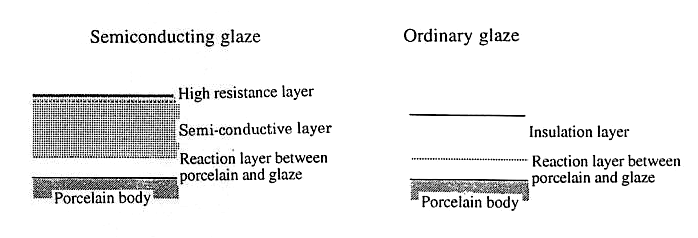 Semiconducting glaze
High resistance layer
Semi-conductive layer
Reaction layer between
porcelain and glaze
Porcelain body
Ordinary glaze
Insulation layer
Reaction layer between
porcelain and glaze
Porcelain body